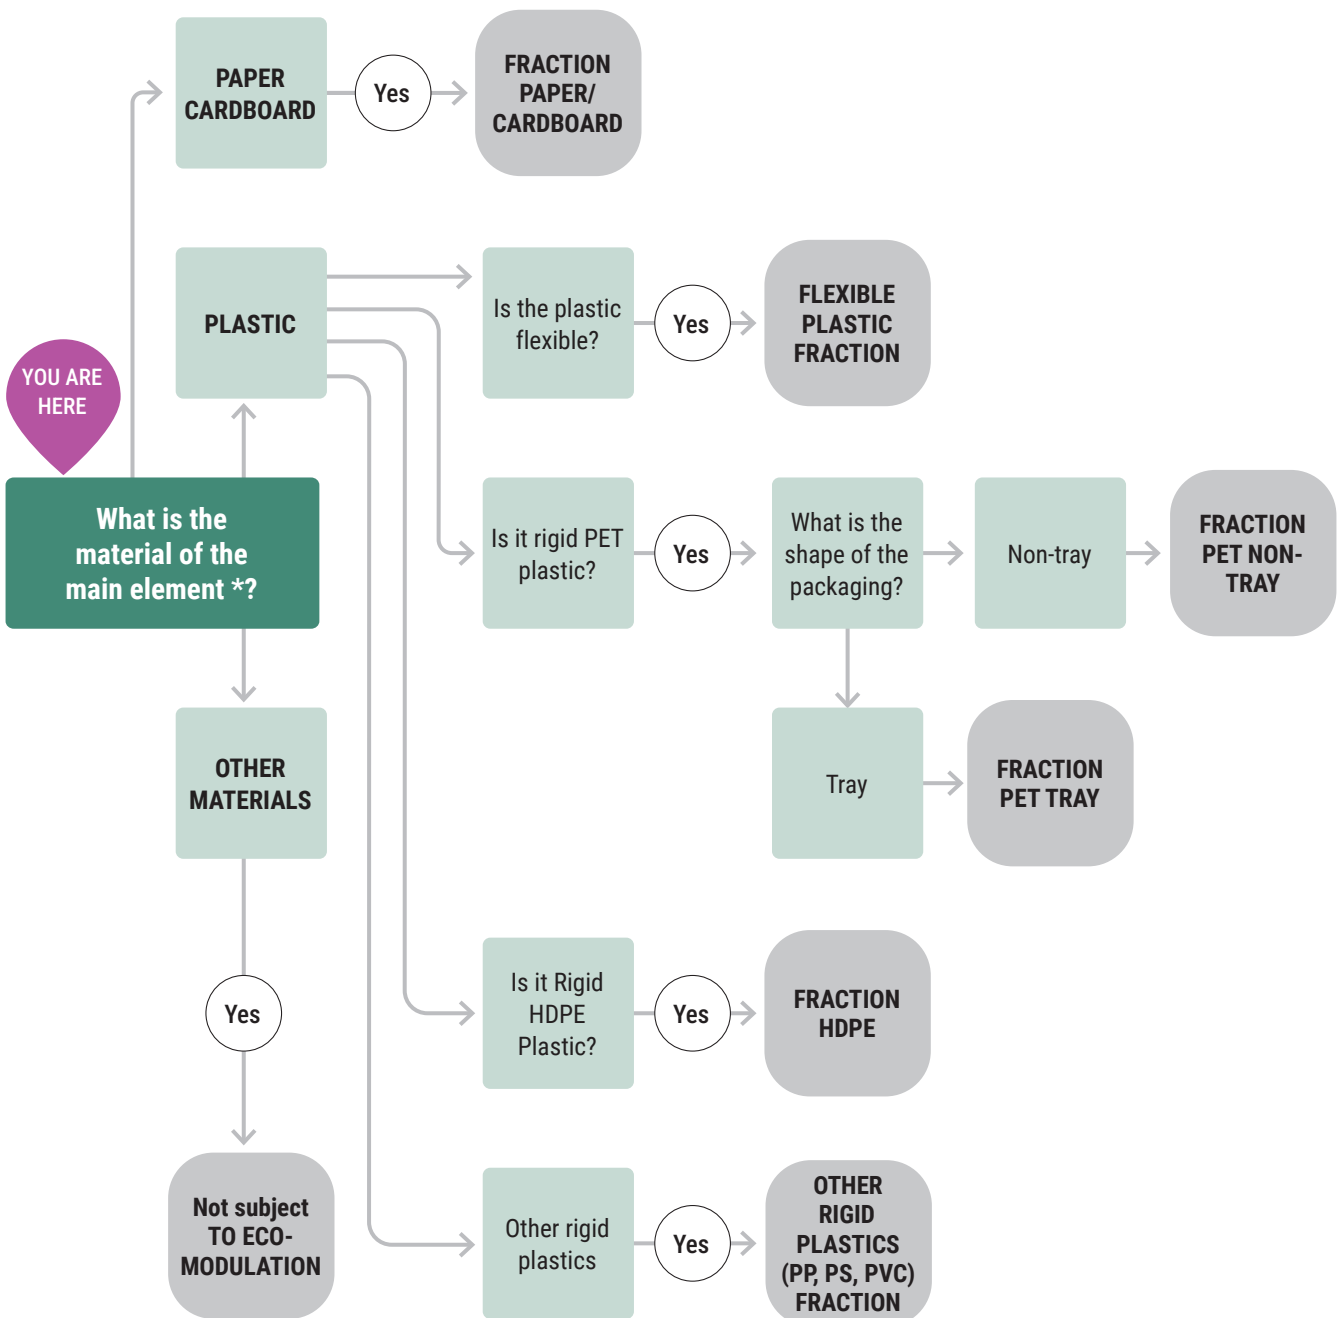 PAPER
CARDBOARD
Yes
FRACTION
PAPER/
CARDBOARD
PLASTIC
Is the plastic
flexible?
Yes
FLEXIBLE
PLASTIC
FRACTION
YOU ARE
HERE
What is the
material of the
main element *?
Is it rigid PET
plastic?
Yes
What is the
shape of the
packaging?
Non-tray
FRACTION
PET NON-
TRAY
OTHER
MATERIALS
Tray
FRACTION
PET TRAY
Yes
Is it Rigid
HDPE
Plastic?
Yes
FRACTION
HDPE
Not subject
TO ECO-
MODULATION
Other rigid
plastics
Yes
OTHER
RIGID
PLASTICS
(PP, PS, PVC)
FRACTION